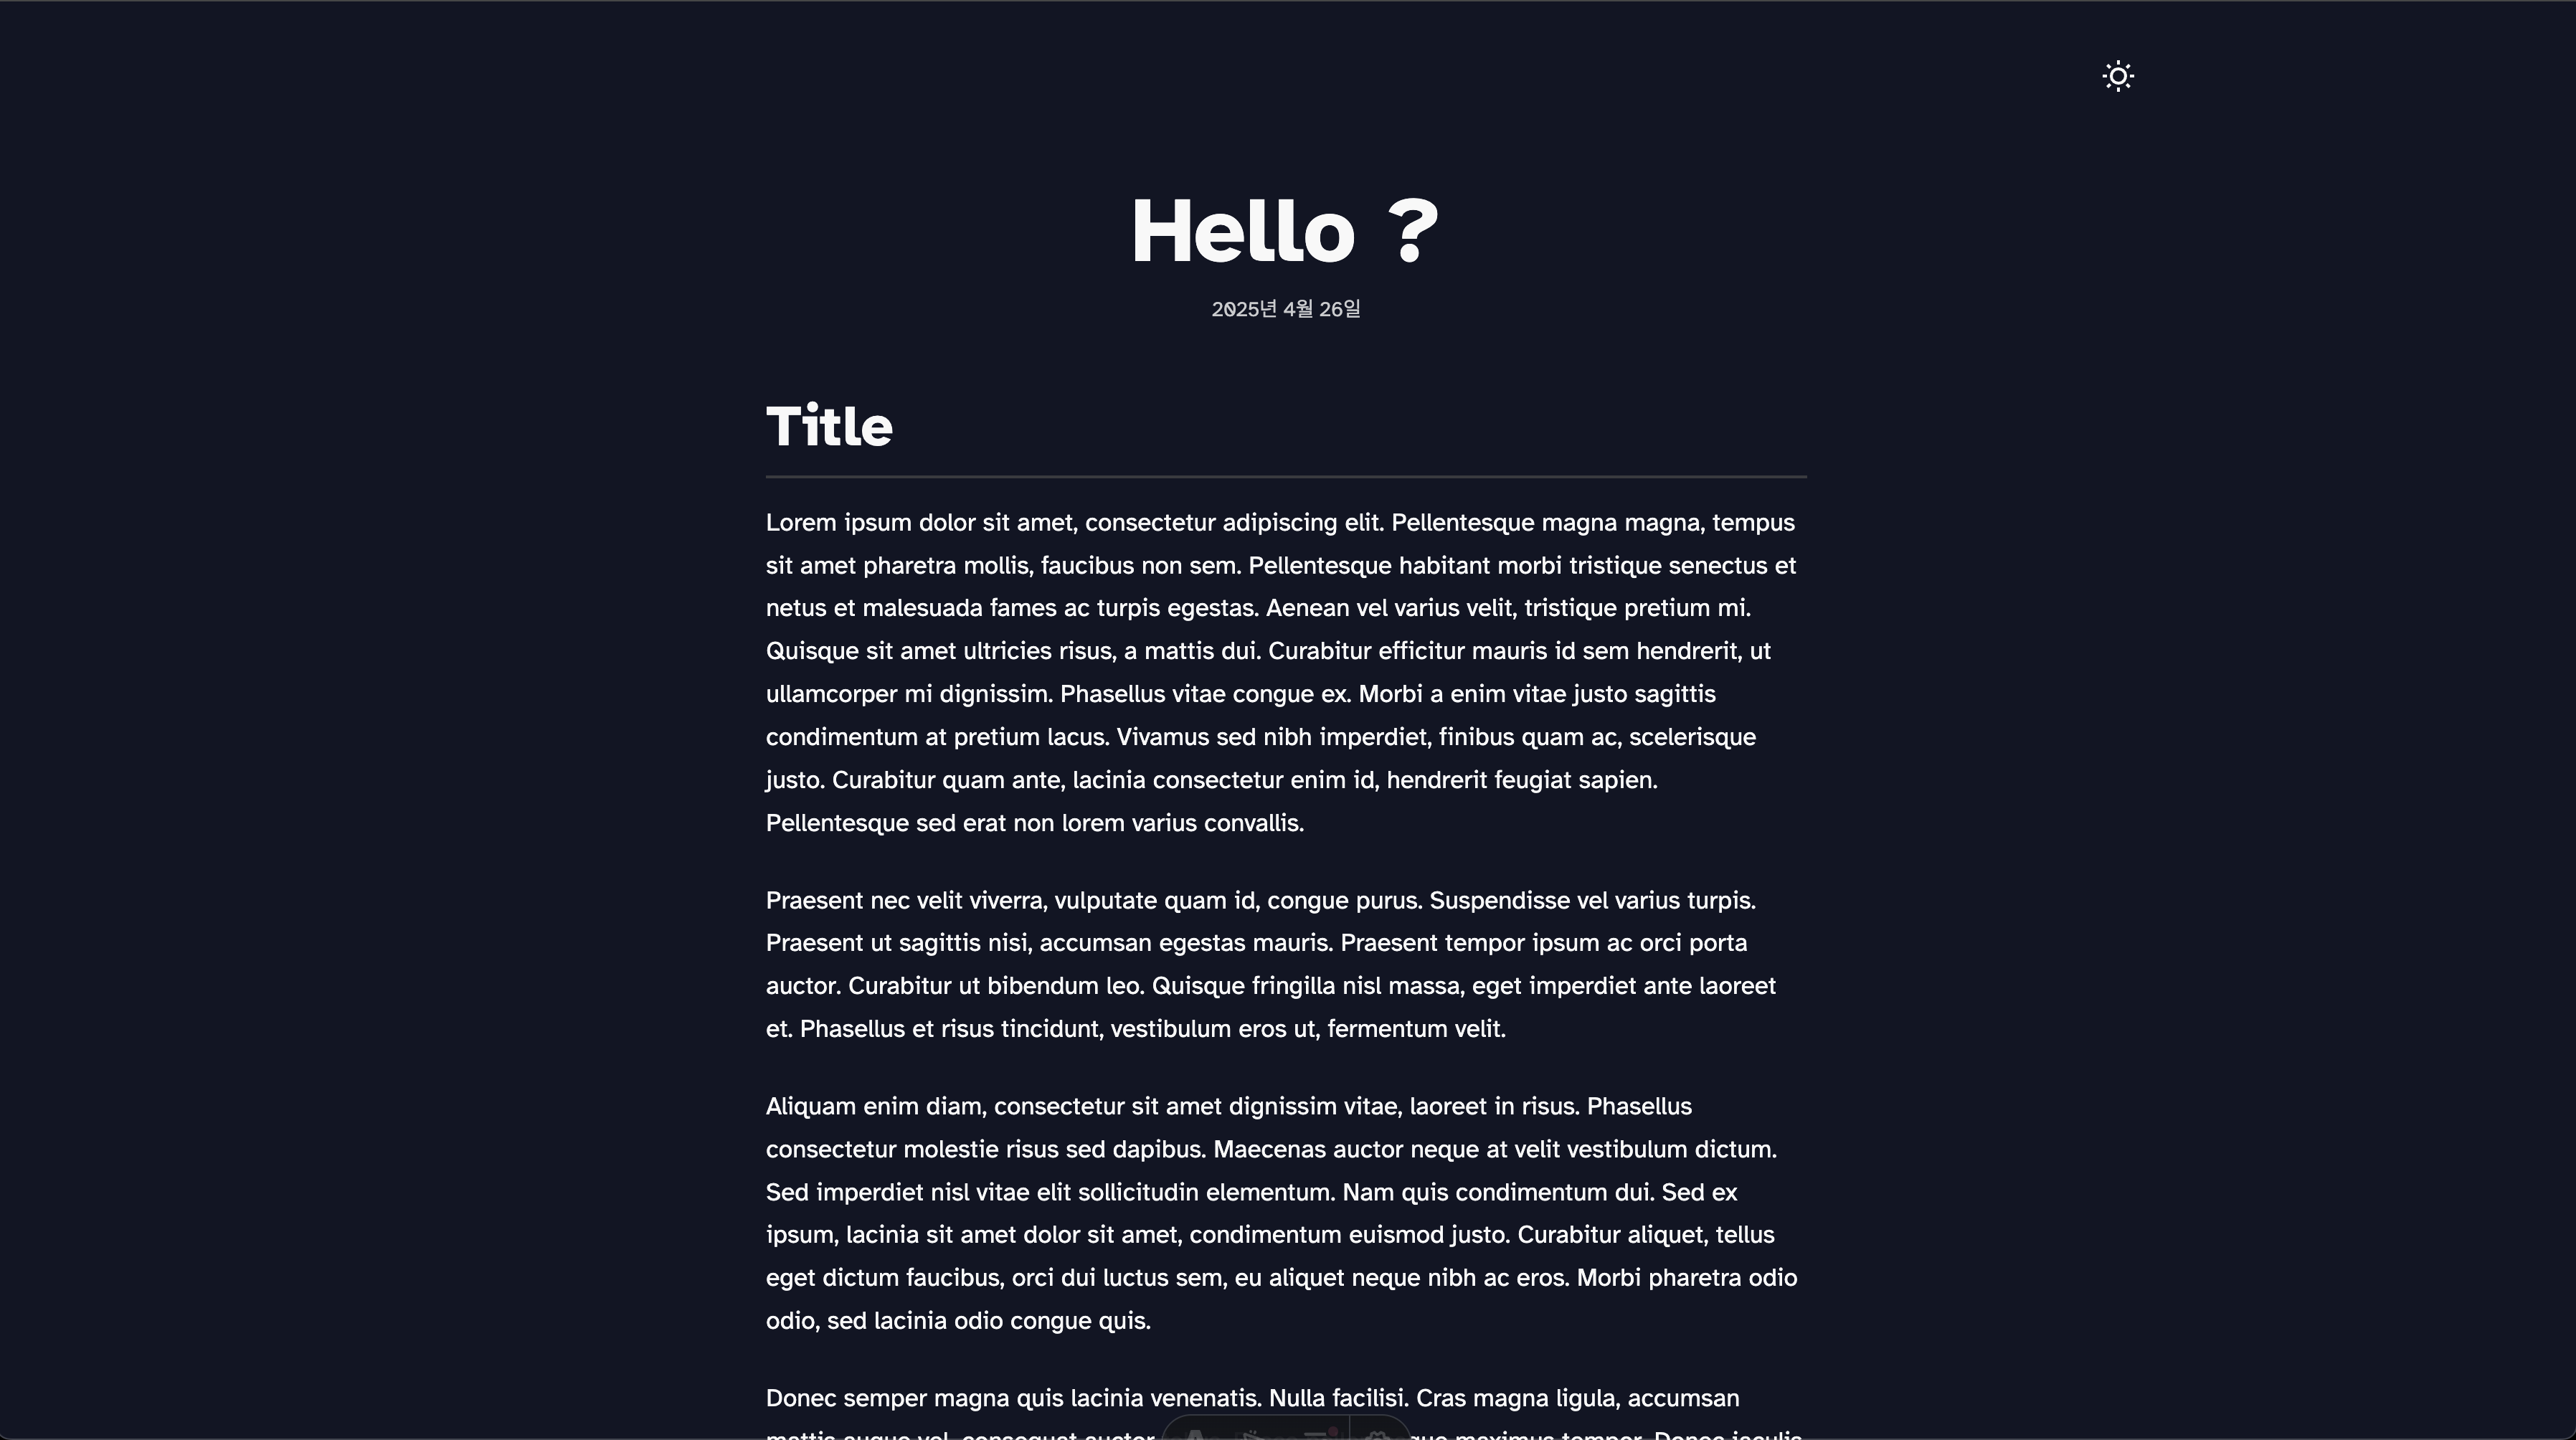 Hello ?
2025년 4월 26일
Title
Lorem ipsum dolor sit amet, consectetur adipiscing elit. Pellentesque magna magna, tempus
sit amet pharetra mollis, faucibus non sem. Pellentesque habitant morbi tristique senectus et
netus et malesuada fames ac turpis egestas. Aenean vel varius velit, tristique pretium mi.
Quisque sit amet ultricies risus, a mattis dui. Curabitur efficitur mauris id sem hendrerit, ut
ullamcorper mi dignissim. Phasellus vitae congue ex. Morbi a enim vitae justo sagittis
condimentum at pretium lacus. Vivamus sed nibh imperdiet, finibus quam ac, scelerisque
justo. Curabitur quam ante, lacinia consectetur enim id, hendrerit feugiat sapien.
Pellentesque sed erat non lorem varius convallis.
Praesent nec velit viverra, vulputate quam id, congue purus. Suspendisse vel varius turpis.
Praesent ut sagittis nisi, accumsan egestas mauris. Praesent tempor ipsum ac orci porta
auctor. Curabitur ut bibendum leo. Quisque fringilla nisl massa, eget imperdiet ante laoreet
et. Phasellus et risus tincidunt, vestibulum eros ut, fermentum velit.
Aliquam enim diam, consectetur sit amet dignissim vitae, laoreet in risus. Phasellus
consectetur molestie risus sed dapibus. Maecenas auctor neque at velit vestibulum dictum.
Sed imperdiet nisl vitae elit sollicitudin elementum. Nam quis condimentum dui. Sed ex
ipsum, lacinia sit amet dolor sit amet, condimentum euismod justo. Curabitur aliquet, tellus
eget dictum faucibus, orci dui luctus sem, eu aliquet neque nibh ac eros. Morbi pharetra odio
odio, sed lacinia odio congue quis.
Donec semper magna quis lacinia venenatis. Nulla facilisi. Cras magna ligula, accumsan
mattis augue vel, consequat auctor maximus tempor. Donec iaculis